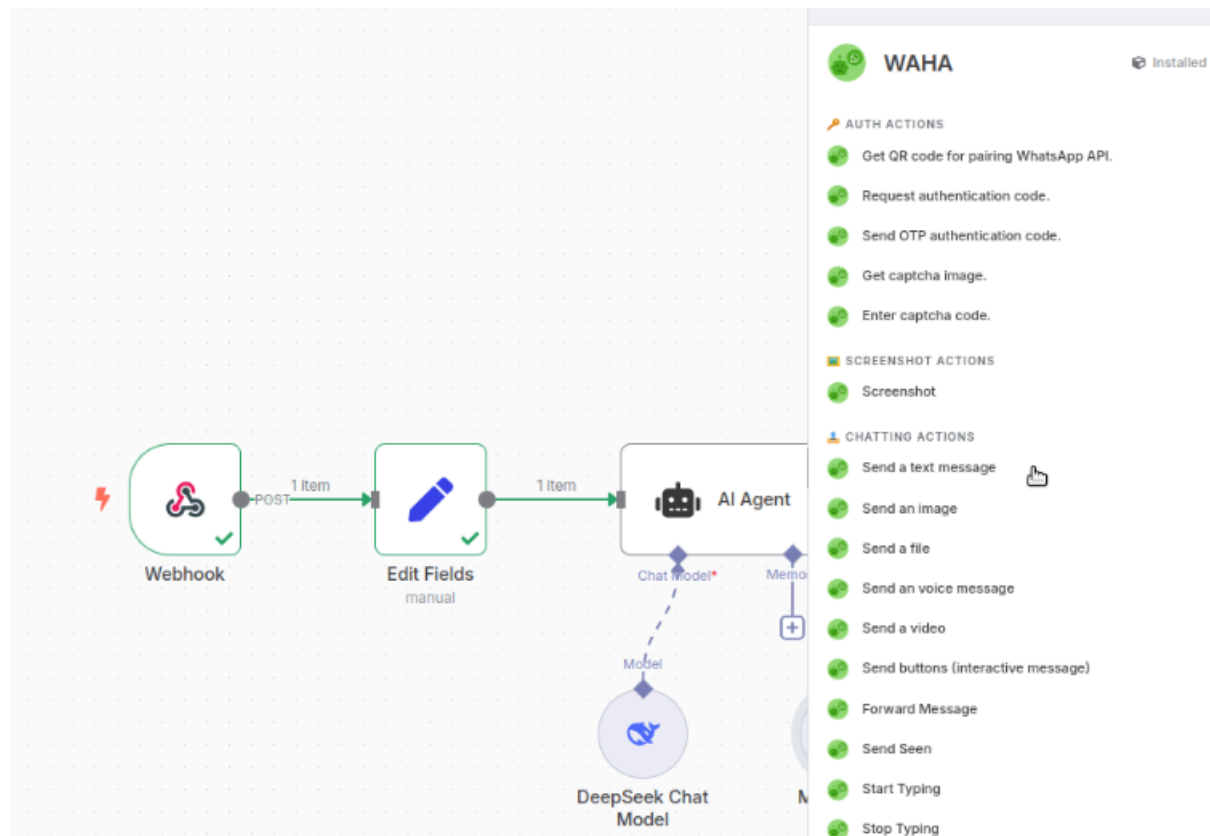 WAHA
Installed
AUTH ACTIONS
Get QR code for pairing WhatsApp API.
Request authentication code.
Send OTP authentication code.
Get captcha image.
Enter captcha code.
SCREENSHOT ACTIONS
Screenshot
CHATTING ACTIONS
Send a text message
Send an image
Send a file
Send an voice message
Send a video
Send buttons (interactive message)
Forward Message
Send Seen
Start Typing
Stop Typing
POST
1 item
1 item
Webhook
Edit Fields
manual
AI Agent
Chat Model*
Memo
Model
DeepSeek Chat
Model
M